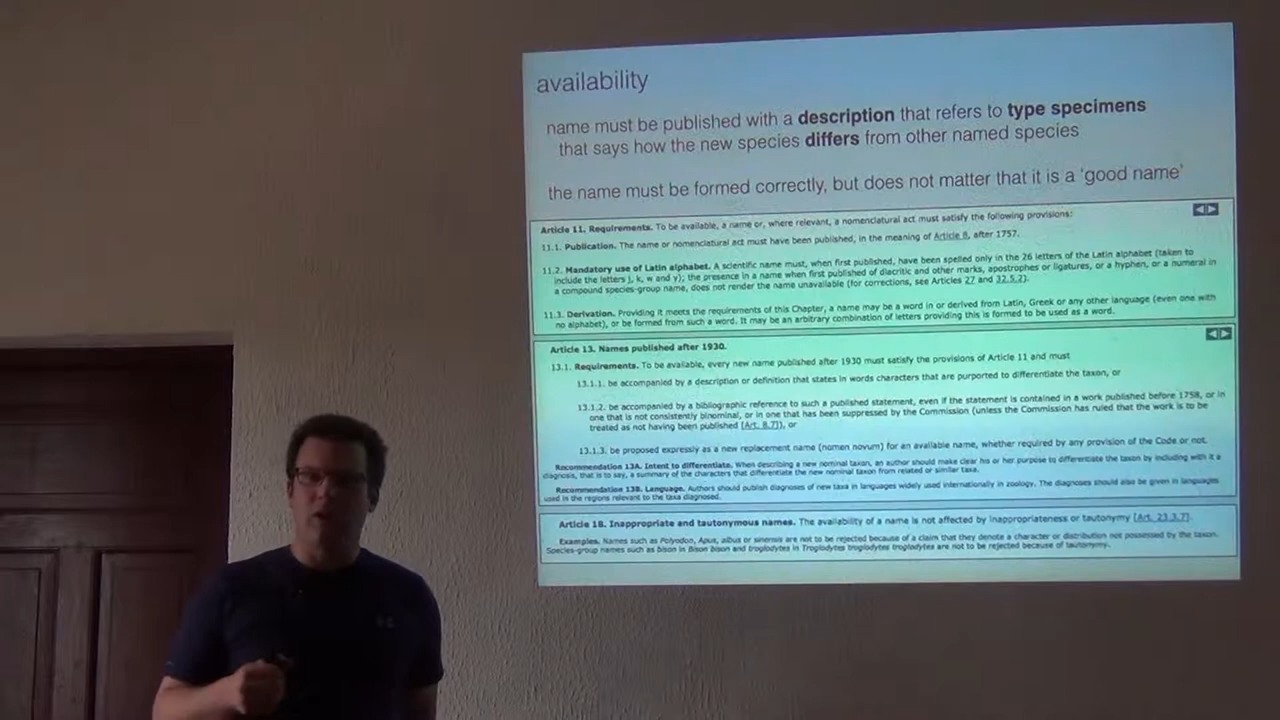 availability
name must be published with a description that refers to type specimens
that says how the new species differs from other named species
the name must be formed correctly, but does not matter that it is a 'good name'
Article 11. Requirements. To be available, a name or, where relevant, a nomenclatural act must satisfy the following provisions:
11.1. Publication. The name or nomenclatural act must have been published, in the meaning of Article 8, after 1757.
11.2. Mandatory use of Latin alphabet. A scientific name must, when first published, have been spelled only in the 26 letters of the Latin alphabet (taken to
include the letters j, k, w and y); the presence in a name when first published of diacritic and other marks, apostrophes or ligatures, or a hyphen, or a numeral in
a compound species-group name, does not render the name unavailable (for corrections, see Articles 27 and 32.5.2).
11.3. Derivation. Providing it meets the requirements of this Chapter, a name may be a word in or derived from Latin, Greek or any other language (even one with
no alphabet), or be formed from such a word. It may be an arbitrary combination of letters providing this is formed to be used as a word.
Article 13. Names published after 1930.
13.1. Requirements. To be available, every new name published after 1930 must satisfy the provisions of Article 11 and must
13.1.1. be accompanied by a description or definition that states in words characters that are purported to differentiate the taxon, or
13.1.2. be accompanied by a bibliographic reference to such a published statement, even if the statement is contained in a work published before 1758, or in
one that is not consistently binominal, or in one that has been suppressed by the Commission (unless the Commission has ruled that the work is to be
treated as not having been published [Art. 8.7]), or
13.1.3. be proposed expressly as a new replacement name (nomen novum) for an available name, whether required by any provision of the Code or not.
Recommendation 13A. Intent to differentiate. When describing a new nominal taxon, an author should make clear his or her purpose to differentiate the taxon by including with it a
diagnosis, that is to say, a summary of the characters that differentiate the new nominal taxon from related or similar taxa.
Recommendation 13B. Language. Authors should publish diagnoses of new taxa in languages widely used internationally in zoology. The diagnoses should also be given in languages
used in the regions relevant to the taxa diagnosed.
Article 18. Inappropriate and tautonymous names. The availability of a name is not affected by inappropriateness or tautonymy [Art. 23.3.7].
Examples. Names such as Polyodon, Apus, albus or sinensis are not to be rejected because of a claim that they denote a character or distribution not possessed by the taxon.
Species-group names such as bison in Bison bison and troglodytes in Troglodytes troglodytes troglodytes are not to be rejected because of tautonymy.